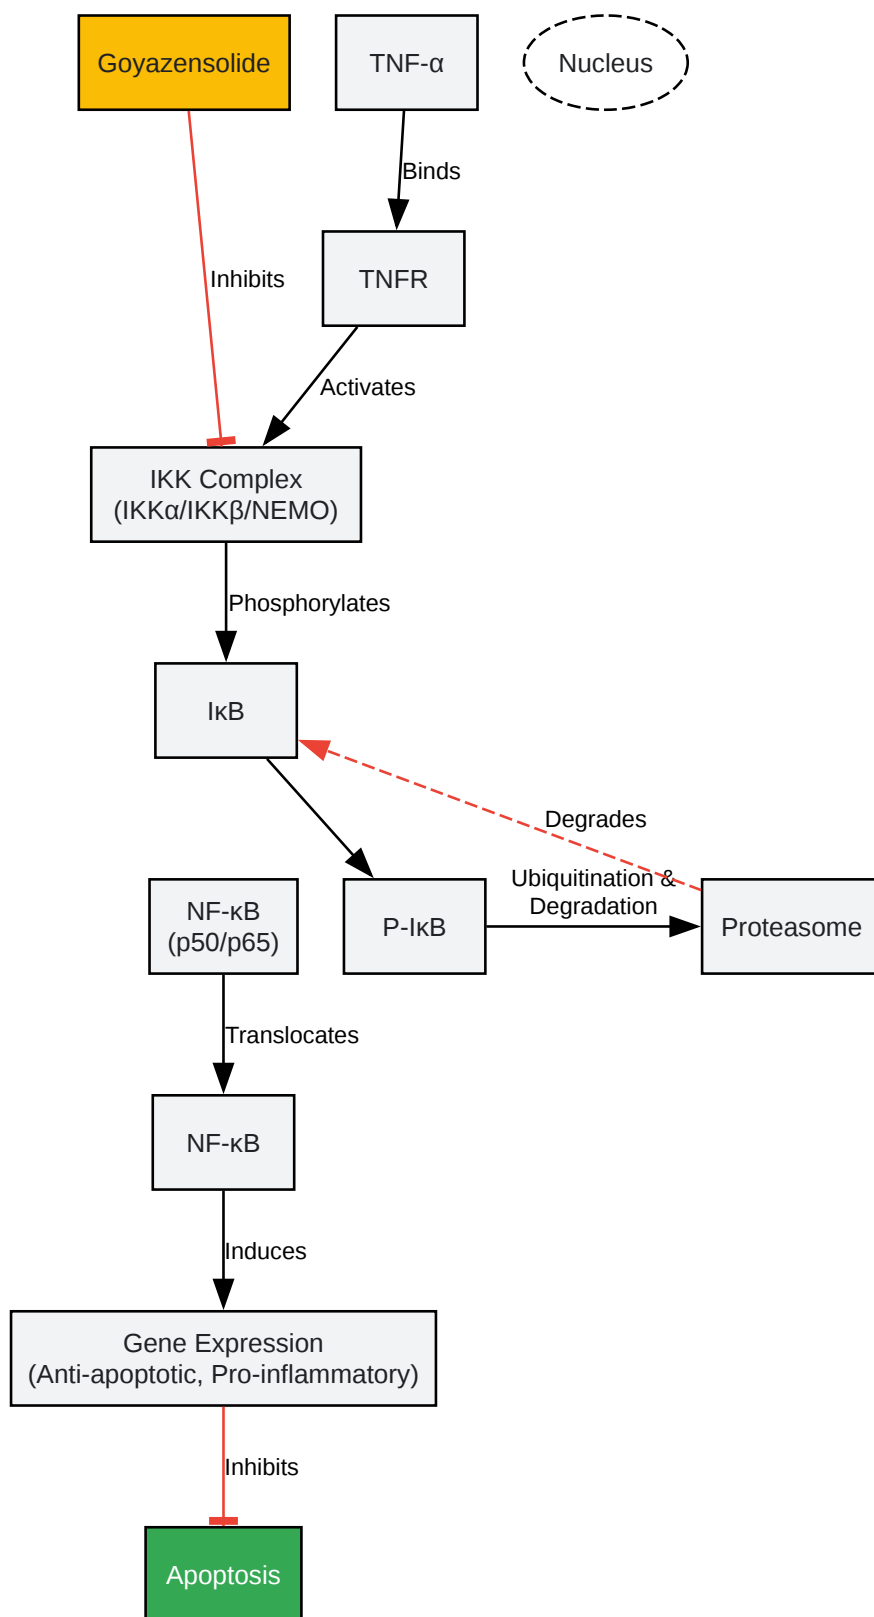 Goyazensolide
TNF-α
Nucleus
Binds
Inhibits
TNFR
Activates
IKK Complex
(IKKα/IKKβ/NEMO)
Phosphorylates
IκB
Degrades
Ubiquitination &
Degradation
NF-κB
(p50/p65)
P-IκB
Proteasome
Translocates
NF-κB
Induces
Gene Expression
(Anti-apoptotic, Pro-inflammatory)
Inhibits
Apoptosis